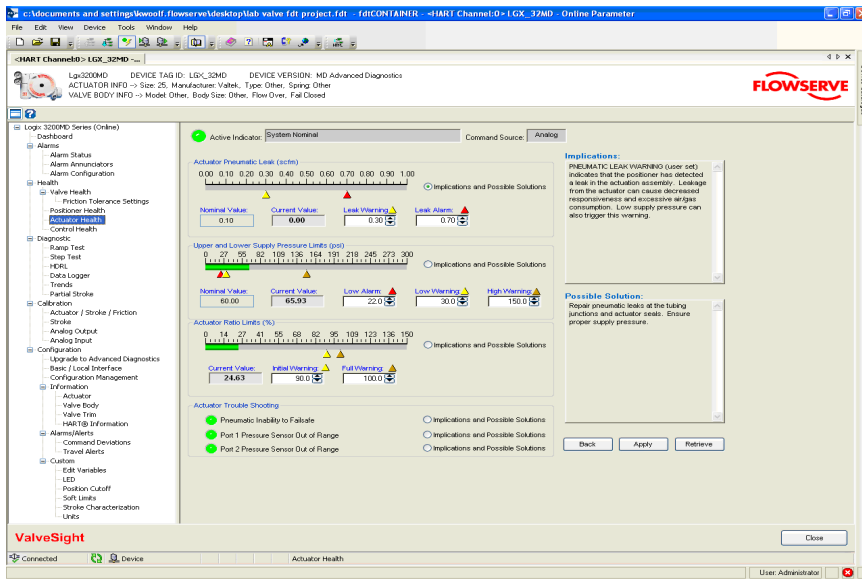 c:\documents and settings\kwoolf.flowserve\desktop\lab valve fdt project.fdt - fdtCONTAINER - <HART Channel:0> LGX_32MD - Online Parameter
File Edit View Device Tools Window Help
<HART Channel:0> LGX_32MD -...
Lgx3200MD DEVICE TAG ID: LGX_32MD DEVICE VERSION: MD Advanced Diagnostics
ACTUATOR INFO --> Size: 25, Manufacturer: Valtek, Type: Other, Spring: Other
VALVE BODY INFO --> Model: Other, Body Size: Other, Flow Over, Fail Closed
FLOWSERVE
Logix 3200MD Series (Online)
Dashboard
Alarms
Alarm Status
Alarm Annunciators
Alarm Configuration
Health
Valve Health
Friction Tolerance Settings
Positioner Health
Actuator Health
Control Health
Diagnostic
Ramp Test
Step Test
HDRL
Data Logger
Trends
Partial Stroke
Calibration
Actuator / Stroke / Friction
Stroke
Analog Output
Analog Input
Configuration
Upgrade to Advanced Diagnostics
Basic / Local Interface
Configuration Management
Information
Actuator
Valve Body
Valve Trim
HART® Information
Alarms/Alerts
Command Deviations
Travel Alerts
Custom
Edit Variables
LED
Position Cutoff
Soft Limits
Stroke Characterization
Units
Active Indicator: System Nominal Command Source: Analog
Actuator Pneumatic Leak (scfm)
0.00 0.10 0.20 0.30 0.40 0.50 0.60 0.70 0.80 0.90 1.00
Implications and Possible Solutions
Nominal Value: Current Value: Leak Warning Leak Alarm:
0.10 0.00 0.30 0.70
Upper and Lower Supply Pressure Limits (psi)
0 27 55 82 109 136 164 191 218 245 273 300
Implications and Possible Solutions
Nominal Value: Current Value: Low Alarm: Low Warning: High Warning:
60.00 65.93 22.0 30.0 150.0
Actuator Ratio Limits (%)
0 14 27 41 55 68 82 95 109 123 136 150
Implications and Possible Solutions
Current Value: Initial Warning: Full Warning:
24.63 90.0 100.0
Actuator Trouble Shooting
Pneumatic Inability to Failsafe Implications and Possible Solutions
Port 1 Pressure Sensor Out of Range Implications and Possible Solutions
Port 2 Pressure Sensor Out of Range Implications and Possible Solutions
Implications:
PNEUMATIC LEAK WARNING (user set)
indicates that the positioner has detected
a leak in the actuation assembly. Leakage
from the actuator can cause decreased
responsiveness and excessive air/gas
consumption. Low supply pressure can
also trigger this warning.
Possible Solution:
Repair pneumatic leaks at the tubing
junctions and actuator seals. Ensure
proper supply pressure.
Back Apply Retrieve
ValveSight
Close
Connected Device Actuator Health
User: Administrator